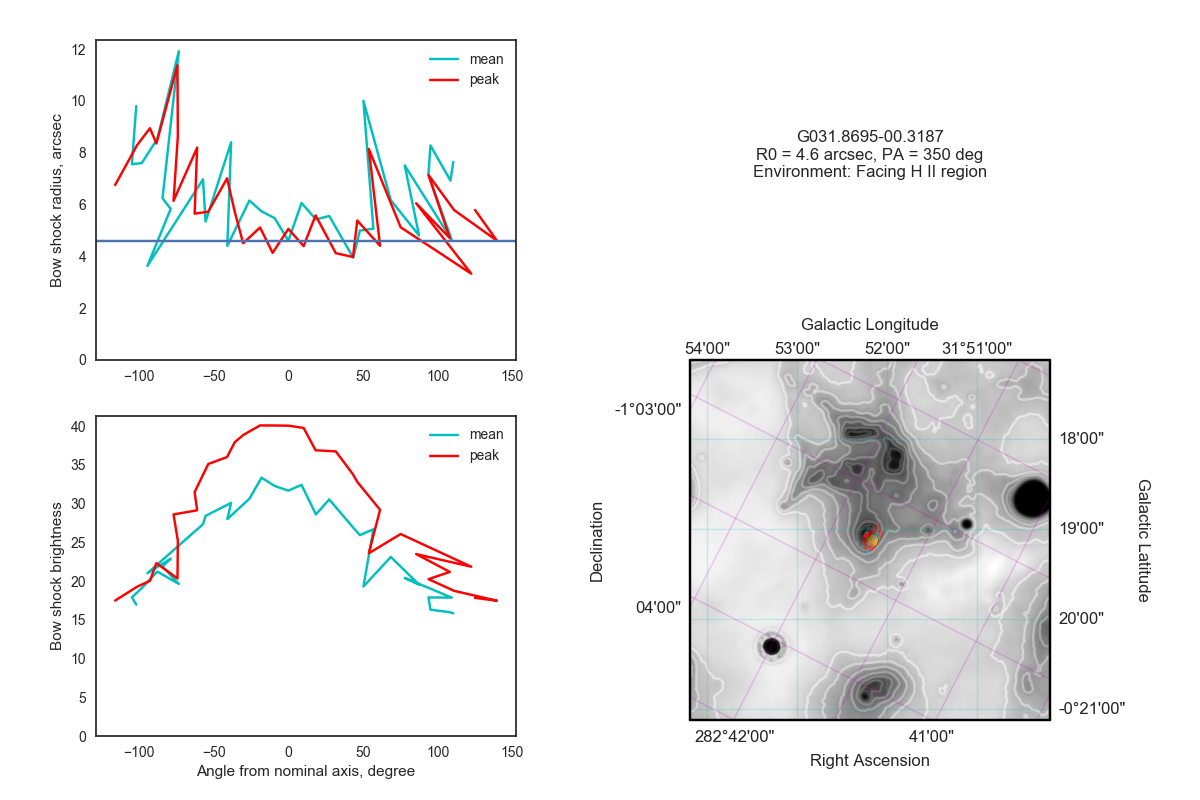 12
10
8
6
4
2
0
Bow shock radius, arcsec
mean
peak
−100
−50
0
50
100
150
40
35
30
25
20
15
10
5
0
Bow shock brightness
mean
peak
−100
−50
0
50
100
150
Angle from nominal axis, degree
G031.8695-00.3187
R0 = 4.6 arcsec, PA = 350 deg
Environment: Facing H II region
Galactic Longitude
54'00" 53'00" 52'00" 31°51'00"
-1°03'00"
04'00"
Declination
18'00"
19'00"
20'00"
-0°21'00"
Galactic Latitude
282°42'00" 41'00"
Right Ascension